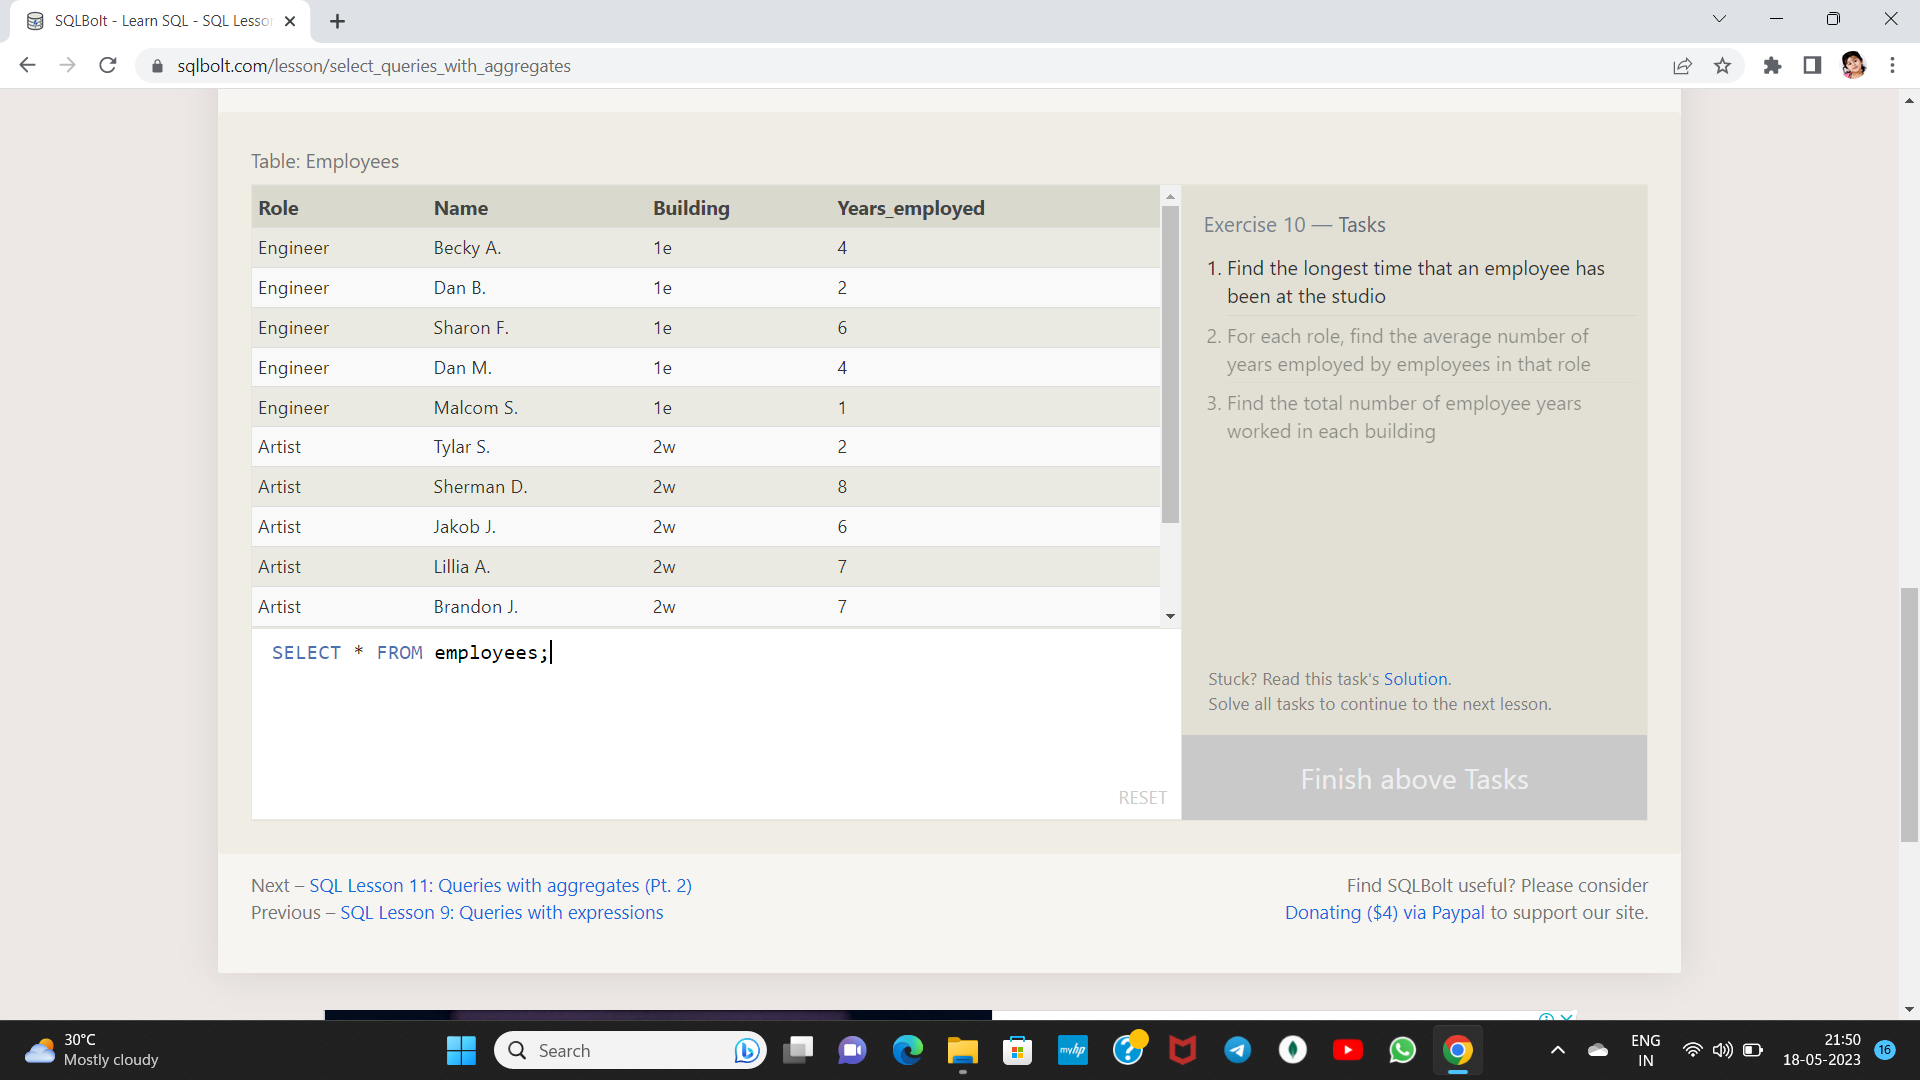 SQLBolt - Learn SQL - SQL Lesso
sqlbolt.com/lesson/select_queries_with_aggregates
Table: Employees
Role Name Building Years_employed
Engineer Becky A. 1e 4
Engineer Dan B. 1e 2
Engineer Sharon F. 1e 6
Engineer Dan M. 1e 4
Engineer Malcom S. 1e 1
Artist Tylar S. 2w 2
Artist Sherman D. 2w 8
Artist Jakob J. 2w 6
Artist Lillia A. 2w 7
Artist Brandon J. 2w 7
SELECT * FROM employees;
RESET
Exercise 10 — Tasks
1. Find the longest time that an employee has
been at the studio
2. For each role, find the average number of
years employed by employees in that role
3. Find the total number of employee years
worked in each building
Stuck? Read this task's Solution.
Solve all tasks to continue to the next lesson.
Finish above Tasks
Next – SQL Lesson 11: Queries with aggregates (Pt. 2)
Previous – SQL Lesson 9: Queries with expressions
Find SQLBolt useful? Please consider
Donating ($4) via Paypal to support our site.
30°C
Mostly cloudy
Search
myhp
ENG
IN
21:50
18-05-2023
16